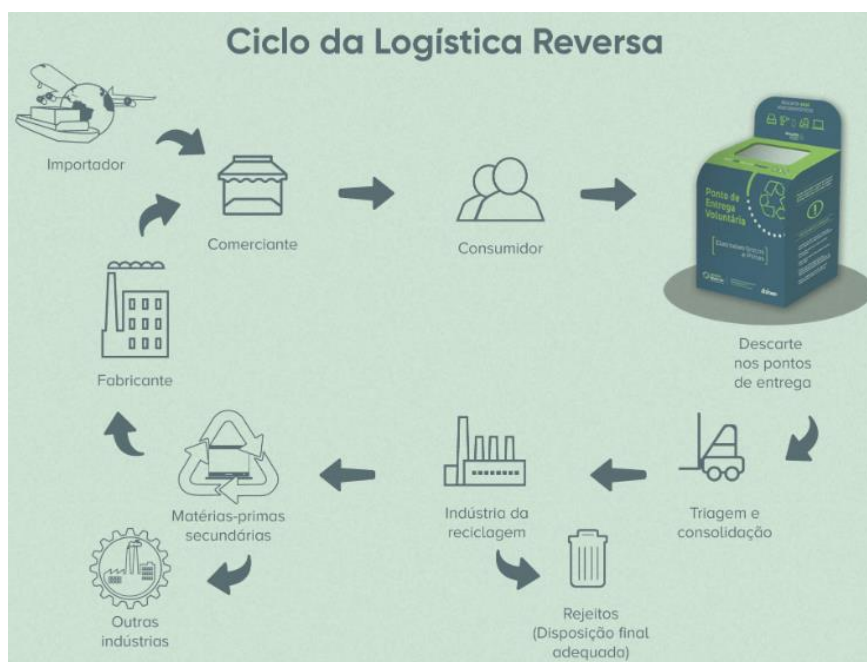 Ciclo da Logística Reversa
Importador
Comerciante
Consumidor
Ponto de
Entrega
Voluntária
Descarte
nos pontos
de entrega
Fabricante
Matérias-primas
secundárias
Indústria da
reciclagem
Triagem e
consolidação
Outras
indústrias
Rejeitos
(Disposição final
adequada)